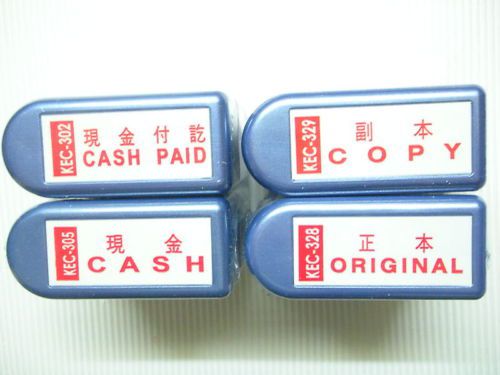 KEC-302
現金付訖
CASH PAID
KEC-329
副本
COPY
KEC-305
現金
CASH
KEC-328
正本
ORIGINAL